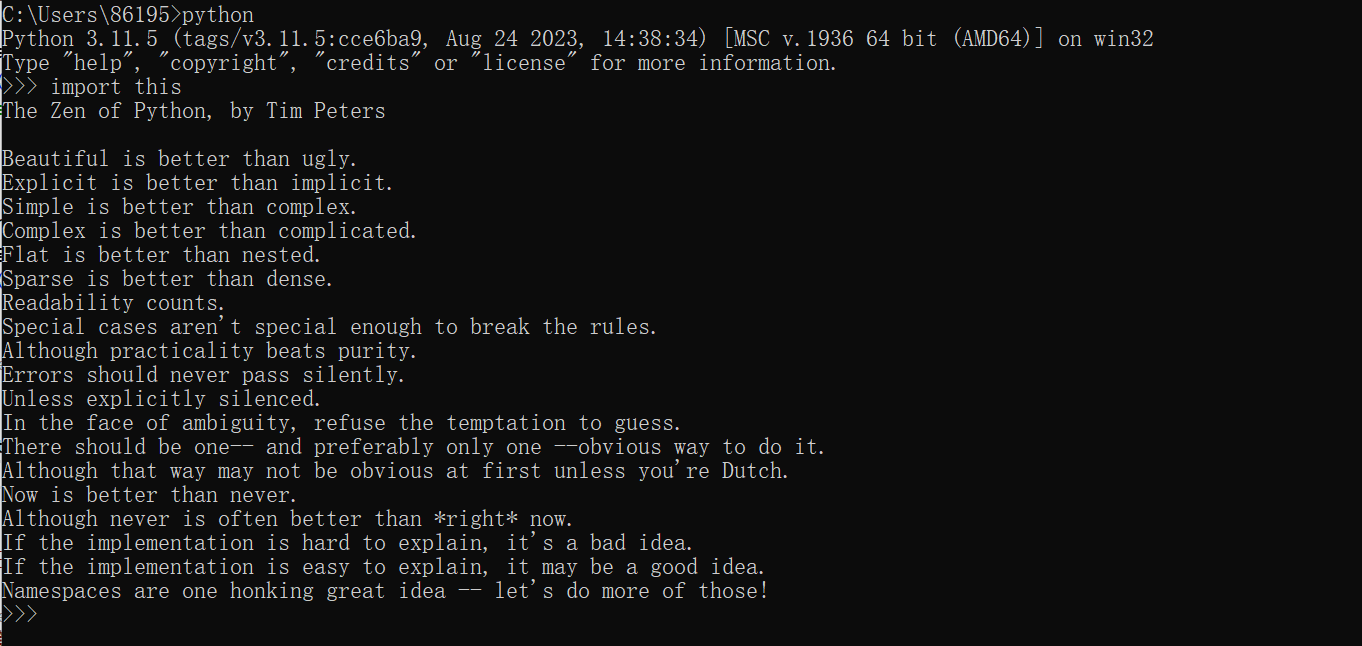 C:\Users\86195>python
Python 3.11.5 (tags/v3.11.5:cce6ba9, Aug 24 2023, 14:38:34) [MSC v.1936 64 bit (AMD64)] on win32
Type "help", "copyright", "credits" or "license" for more information.
>>> import this
The Zen of Python, by Tim Peters

Beautiful is better than ugly.
Explicit is better than implicit.
Simple is better than complex.
Complex is better than complicated.
Flat is better than nested.
Sparse is better than dense.
Readability counts.
Special cases aren't special enough to break the rules.
Although practicality beats purity.
Errors should never pass silently.
Unless explicitly silenced.
In the face of ambiguity, refuse the temptation to guess.
There should be one-- and preferably only one --obvious way to do it.
Although that way may not be obvious at first unless you're Dutch.
Now is better than never.
Although never is often better than *right* now.
If the implementation is hard to explain, it's a bad idea.
If the implementation is easy to explain, it may be a good idea.
Namespaces are one honking great idea -- let's do more of those!
>>>